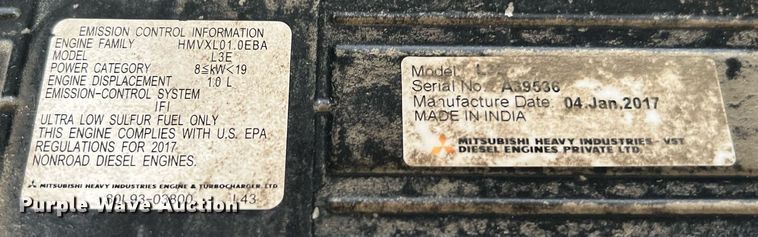 EMISSION CONTROL INFORMATION
ENGINE FAMILY HMVXL01.0EBA
MODEL L3E
POWER CATEGORY 8≦kW<19
ENGINE DISPLACEMENT 1.0 L
EMISSION-CONTROL SYSTEM
IFI
ULTRA LOW SULFUR FUEL ONLY
THIS ENGINE COMPLIES WITH U.S. EPA
REGULATIONS FOR 2017
NONROAD DIESEL ENGINES.
MITSUBISHI HEAVY INDUSTRIES ENGINE & TURBOCHARGER, LTD.
L43
Model
Serial No. A39536
Manufacture Date: 04.Jan,2017
MADE IN INDIA
MITSUBISHI HEAVY INDUSTRIES - VST
DIESEL ENGINES PRIVATE LTD.
Purple Wave Auction